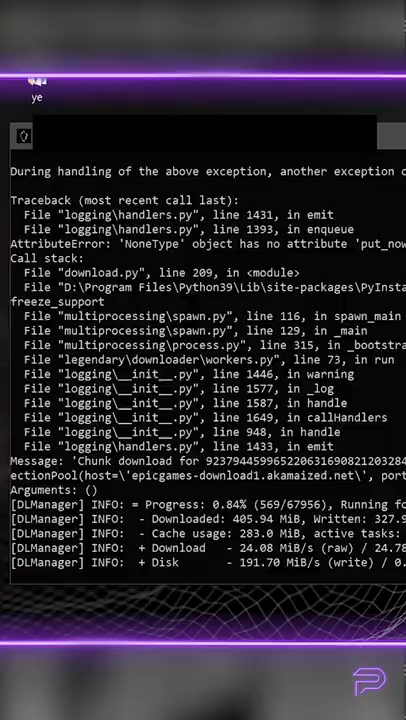 ye
During handling of the above exception, another exception
Traceback (most recent call last):
File "logging\handlers.py", line 1431, in emit
File "logging\handlers.py", line 1393, in enqueue
AttributeError: 'NoneType' object has no attribute 'put_now
Call stack:
File "download.py", line 209, in <module>
File "D:\Program Files\Python39\Lib\site-packages\PyInsta
freeze_support
File "multiprocessing\spawn.py", line 116, in spawn_main
File "multiprocessing\spawn.py", line 129, in _main
File "multiprocessing\process.py", line 315, in _bootstra
File "legendary\downloader\workers.py", line 73, in run
File "logging\__init__.py", line 1446, in warning
File "logging\__init__.py", line 1577, in _log
File "logging\__init__.py", line 1587, in handle
File "logging\__init__.py", line 1649, in callHandlers
File "logging\__init__.py", line 948, in handle
File "logging\handlers.py", line 1433, in emit
Message: 'Chunk download for 92379445996522063169082120328
ectionPool(host=\'epicgames-download1.akamaized.net\', port
Arguments: ()
[DLManager] INFO: = Progress: 0.84% (569/67956), Running fo
[DLManager] INFO: - Downloaded: 405.94 MiB, Written: 327.9
[DLManager] INFO: - Cache usage: 283.0 MiB, active tasks:
[DLManager] INFO: + Download - 24.08 MiB/s (raw) / 24.78
[DLManager] INFO: + Disk - 191.70 MiB/s (write) / 0.